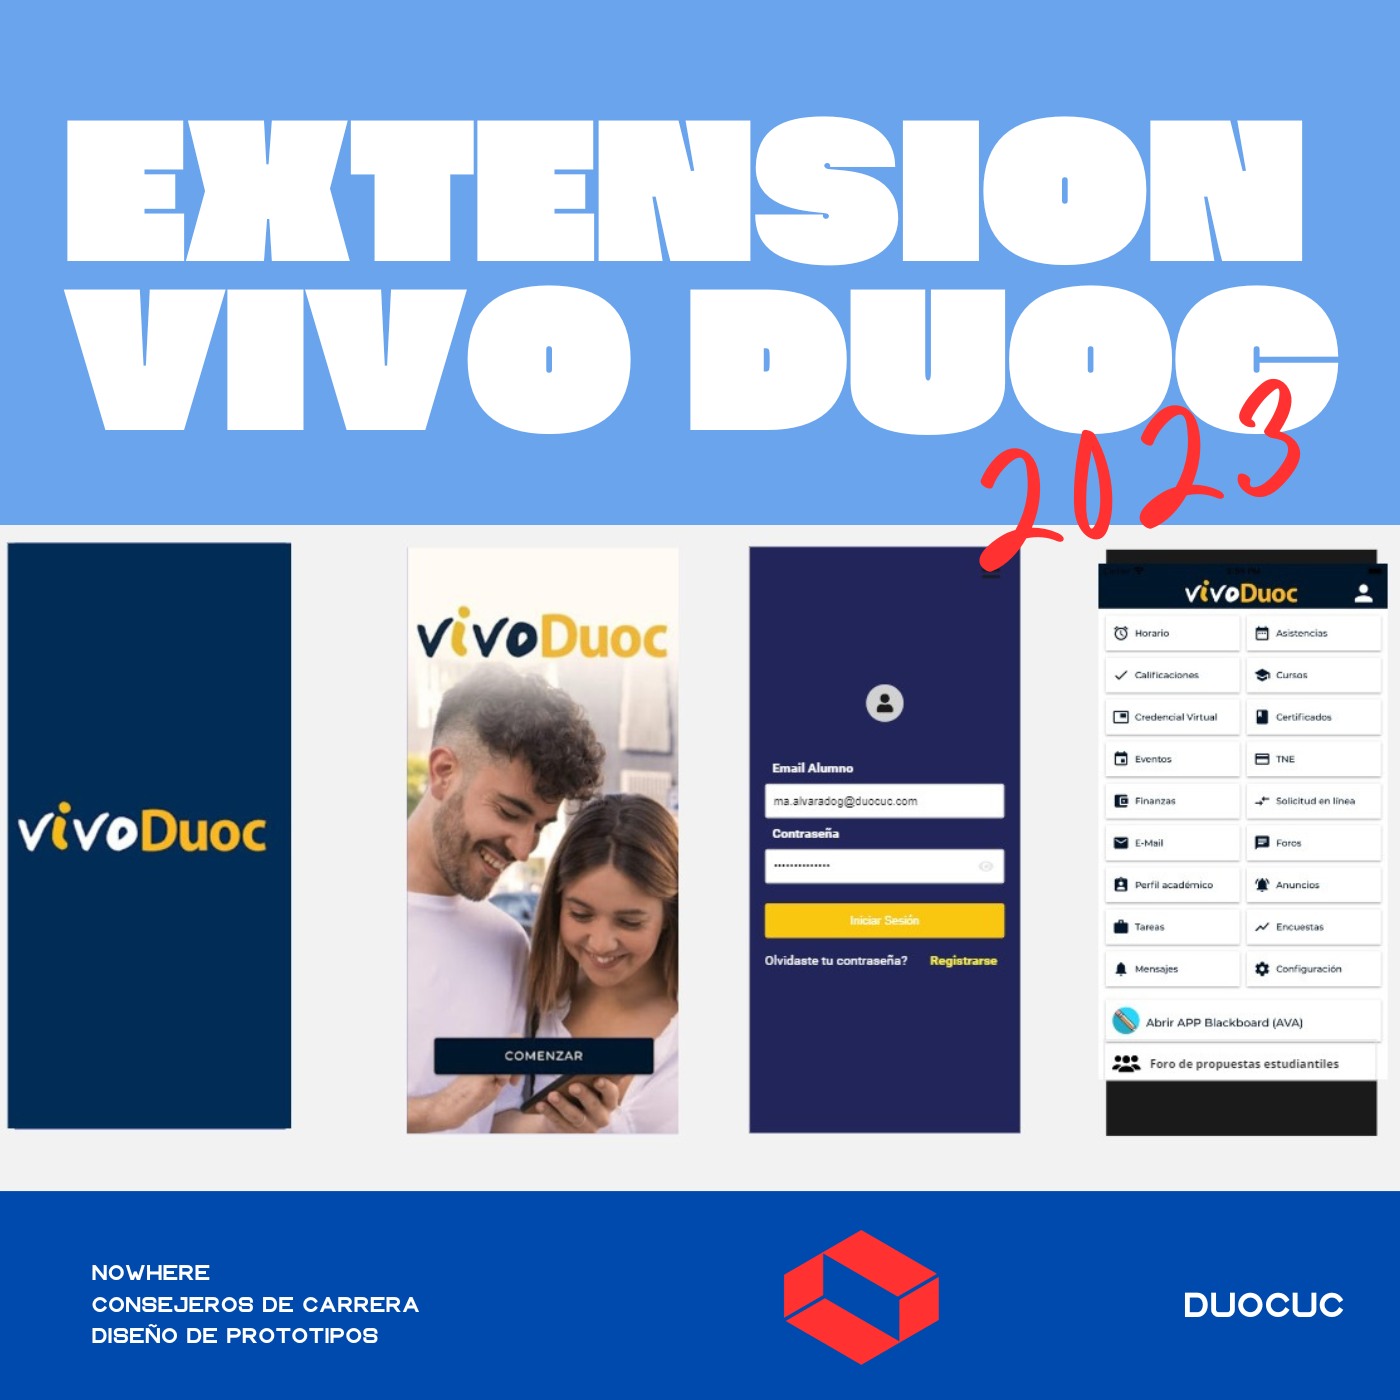 EXTENSION
VIVO DUOC
2023
vivoDuoc
vivoDuoc
COMENZAR
Email Alumno
ma.alvaradog@duocuc.com
Contraseña
Iniciar Sesión
Olvidaste tu contraseña? Registrarse
vivoDuoc
Horario Asistencias
Calificaciones Cursos
Credencial Virtual Certificados
Eventos TNE
Finanzas Solicitud en línea
E-Mail Foros
Perfil académico Anuncios
Tareas Encuestas
Mensajes Configuración
Abrir APP Blackboard (AVA)
Foro de propuestas estudiantiles
NOWHERE
CONSEJEROS DE CARRERA
DISEÑO DE PROTOTIPOS
DUOCUC